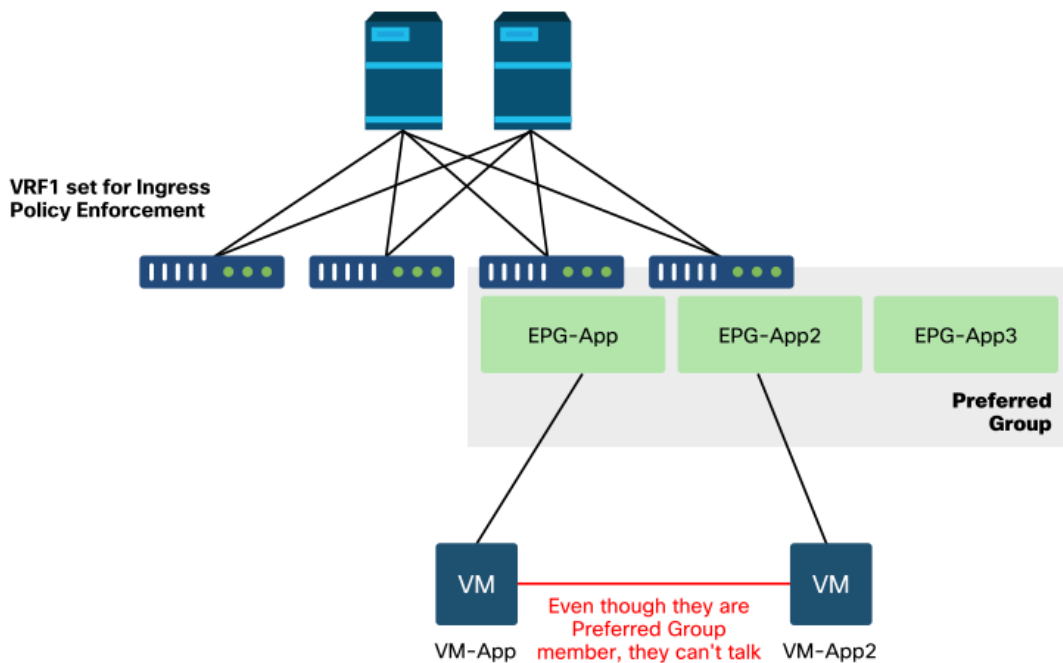 VRF1 set for Ingress
Policy Enforcement
EPG-App
EPG-App2
EPG-App3
Preferred
Group
VM
VM
Even though they are
Preferred Group
member, they can't talk
VM-App
VM-App2